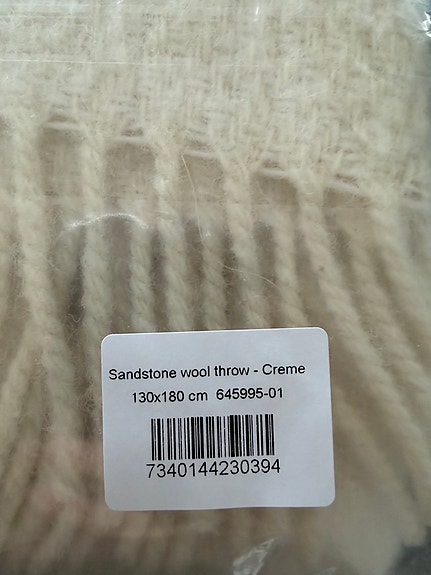 Sandstone wool throw - Creme
130x180 cm 645995-01
7340144230394